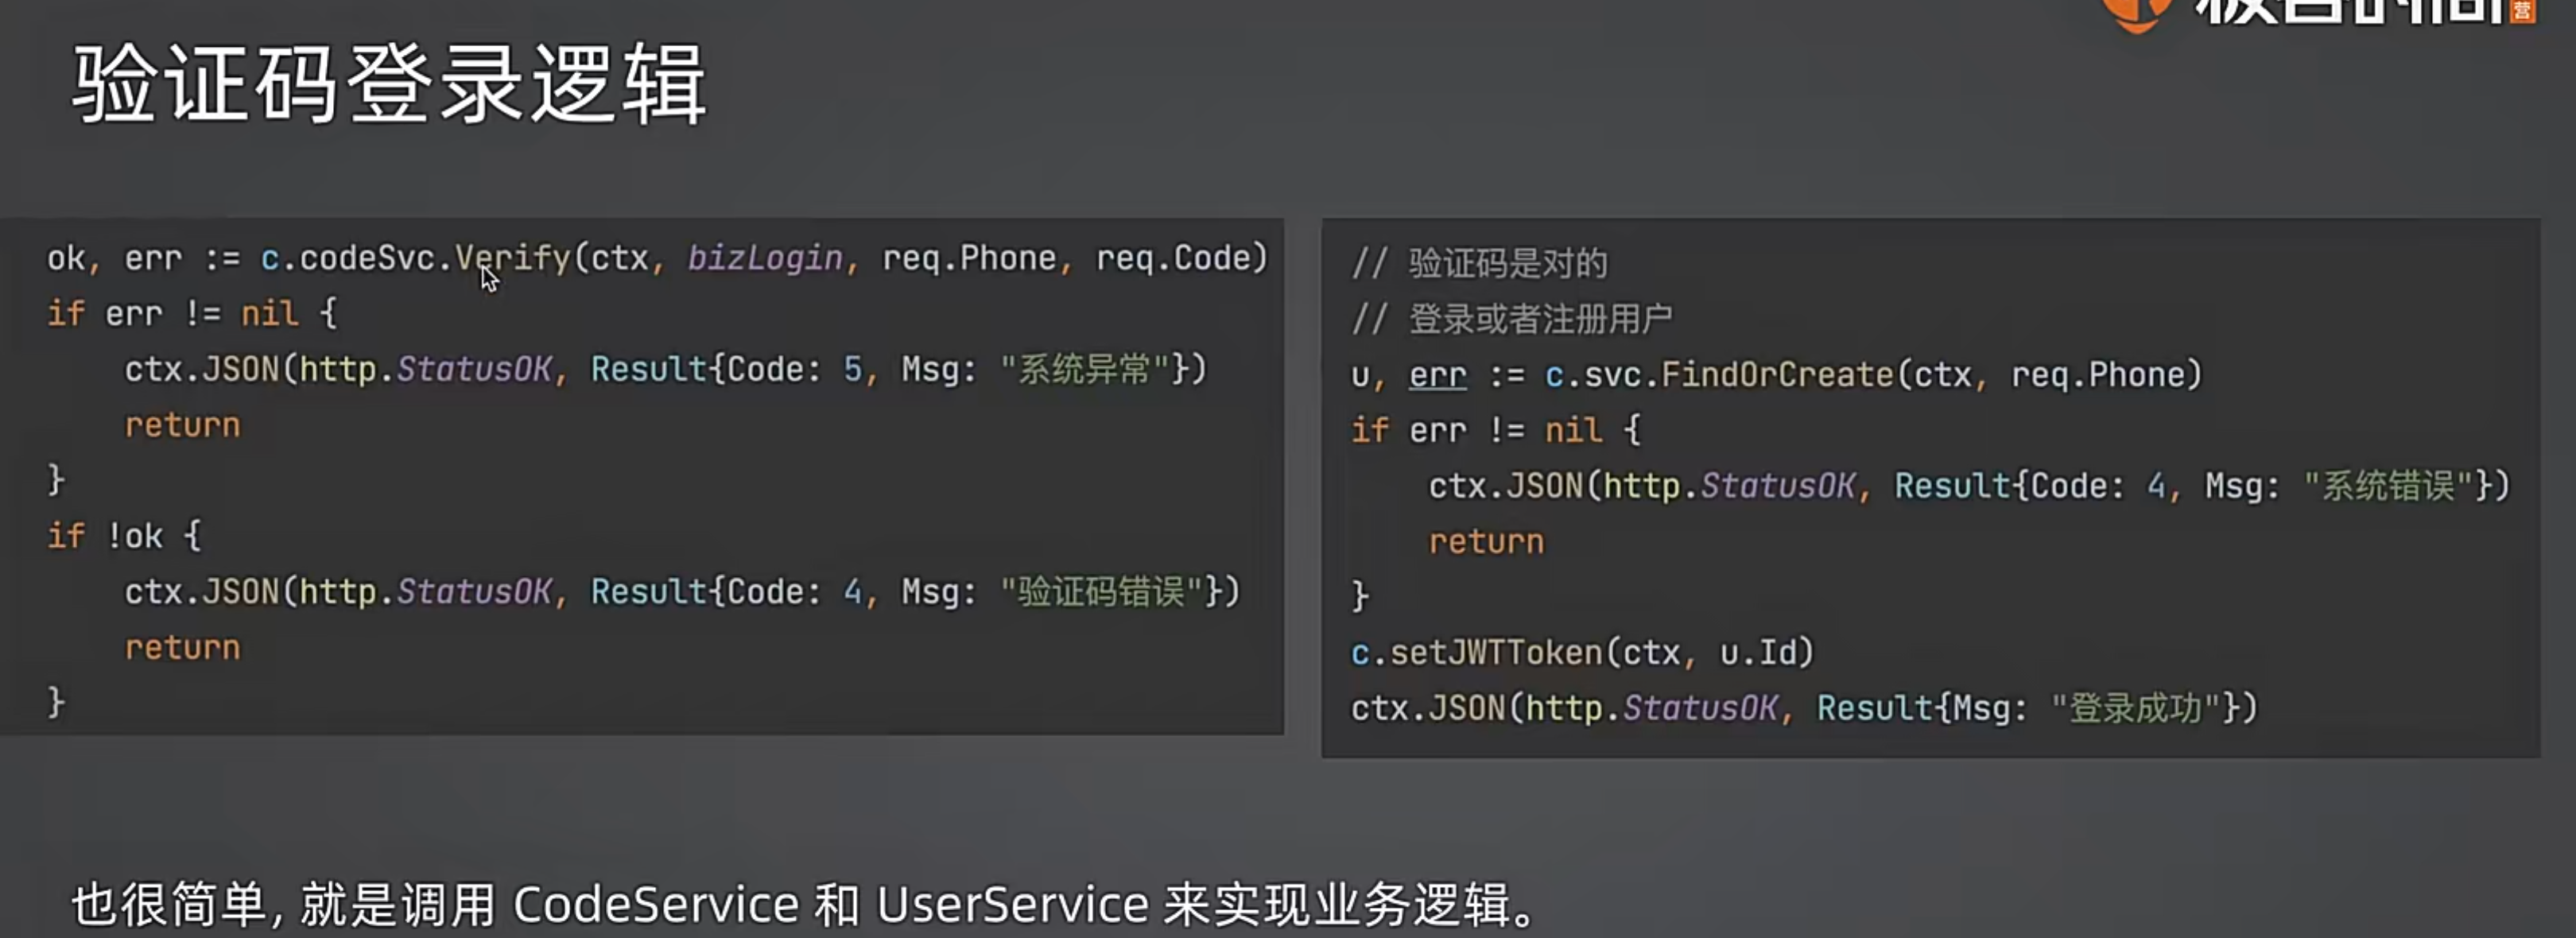 验证码登录逻辑
ok, err := c.codeSvc.Verify(ctx, bizLogin, req.Phone, req.Code)
if err != nil {
    ctx.JSON(http.StatusOK, Result{Code: 5, Msg: "系统异常"})
    return
}
if !ok {
    ctx.JSON(http.StatusOK, Result{Code: 4, Msg: "验证码错误"})
    return
}
// 验证码是对的
// 登录或者注册用户
u, err := c.svc.FindOrCreate(ctx, req.Phone)
if err != nil {
    ctx.JSON(http.StatusOK, Result{Code: 4, Msg: "系统错误"})
    return
}
c.setJWTToken(ctx, u.Id)
ctx.JSON(http.StatusOK, Result{Msg: "登录成功"})
也很简单, 就是调用 CodeService 和 UserService 来实现业务逻辑。